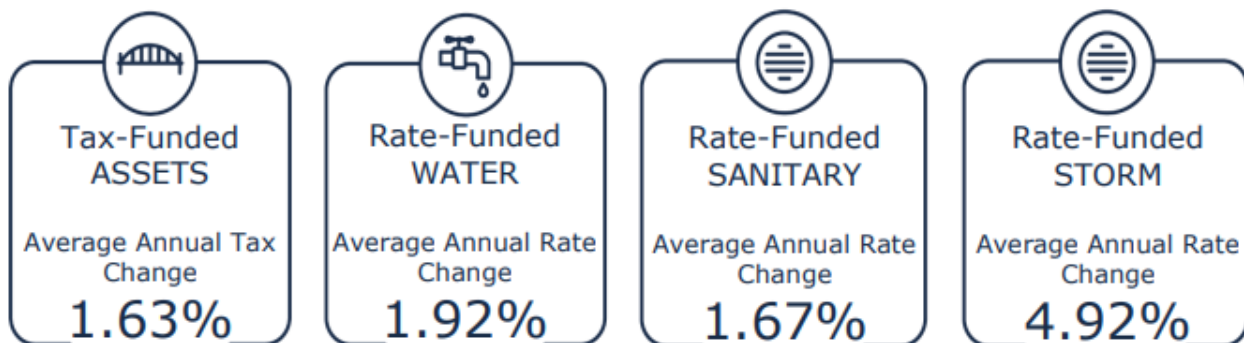 Tax-Funded
ASSETS
Average Annual Tax
Change
1.63%
Rate-Funded
WATER
Average Annual Rate
Change
1.92%
Rate-Funded
SANITARY
Average Annual Rate
Change
1.67%
Rate-Funded
STORM
Average Annual Rate
Change
4.92%